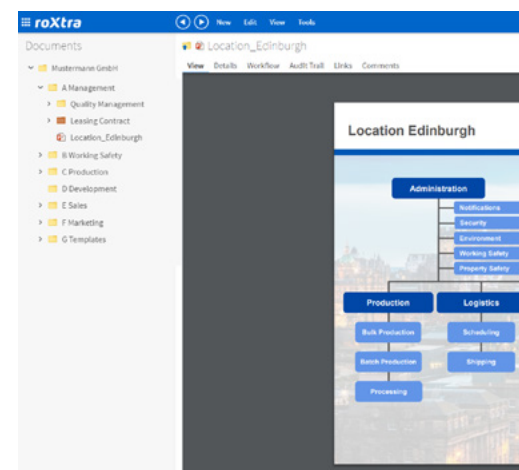 roXtra
New Edit View Tools
Documents
Location_Edinburgh
Mustermann GmbH
View Details Workflow Audit Trail Links Comments
A Management
Quality Management
Leasing Contract
Location_Edinburgh
B Working Safety
C Production
D Development
E Sales
F Marketing
G Templates
Location Edinburgh
Administration
Notifications
Security
Environment
Working Safety
Property Safety
Production Logistics
Bulk Production Scheduling
Batch Production Shipping
Processing